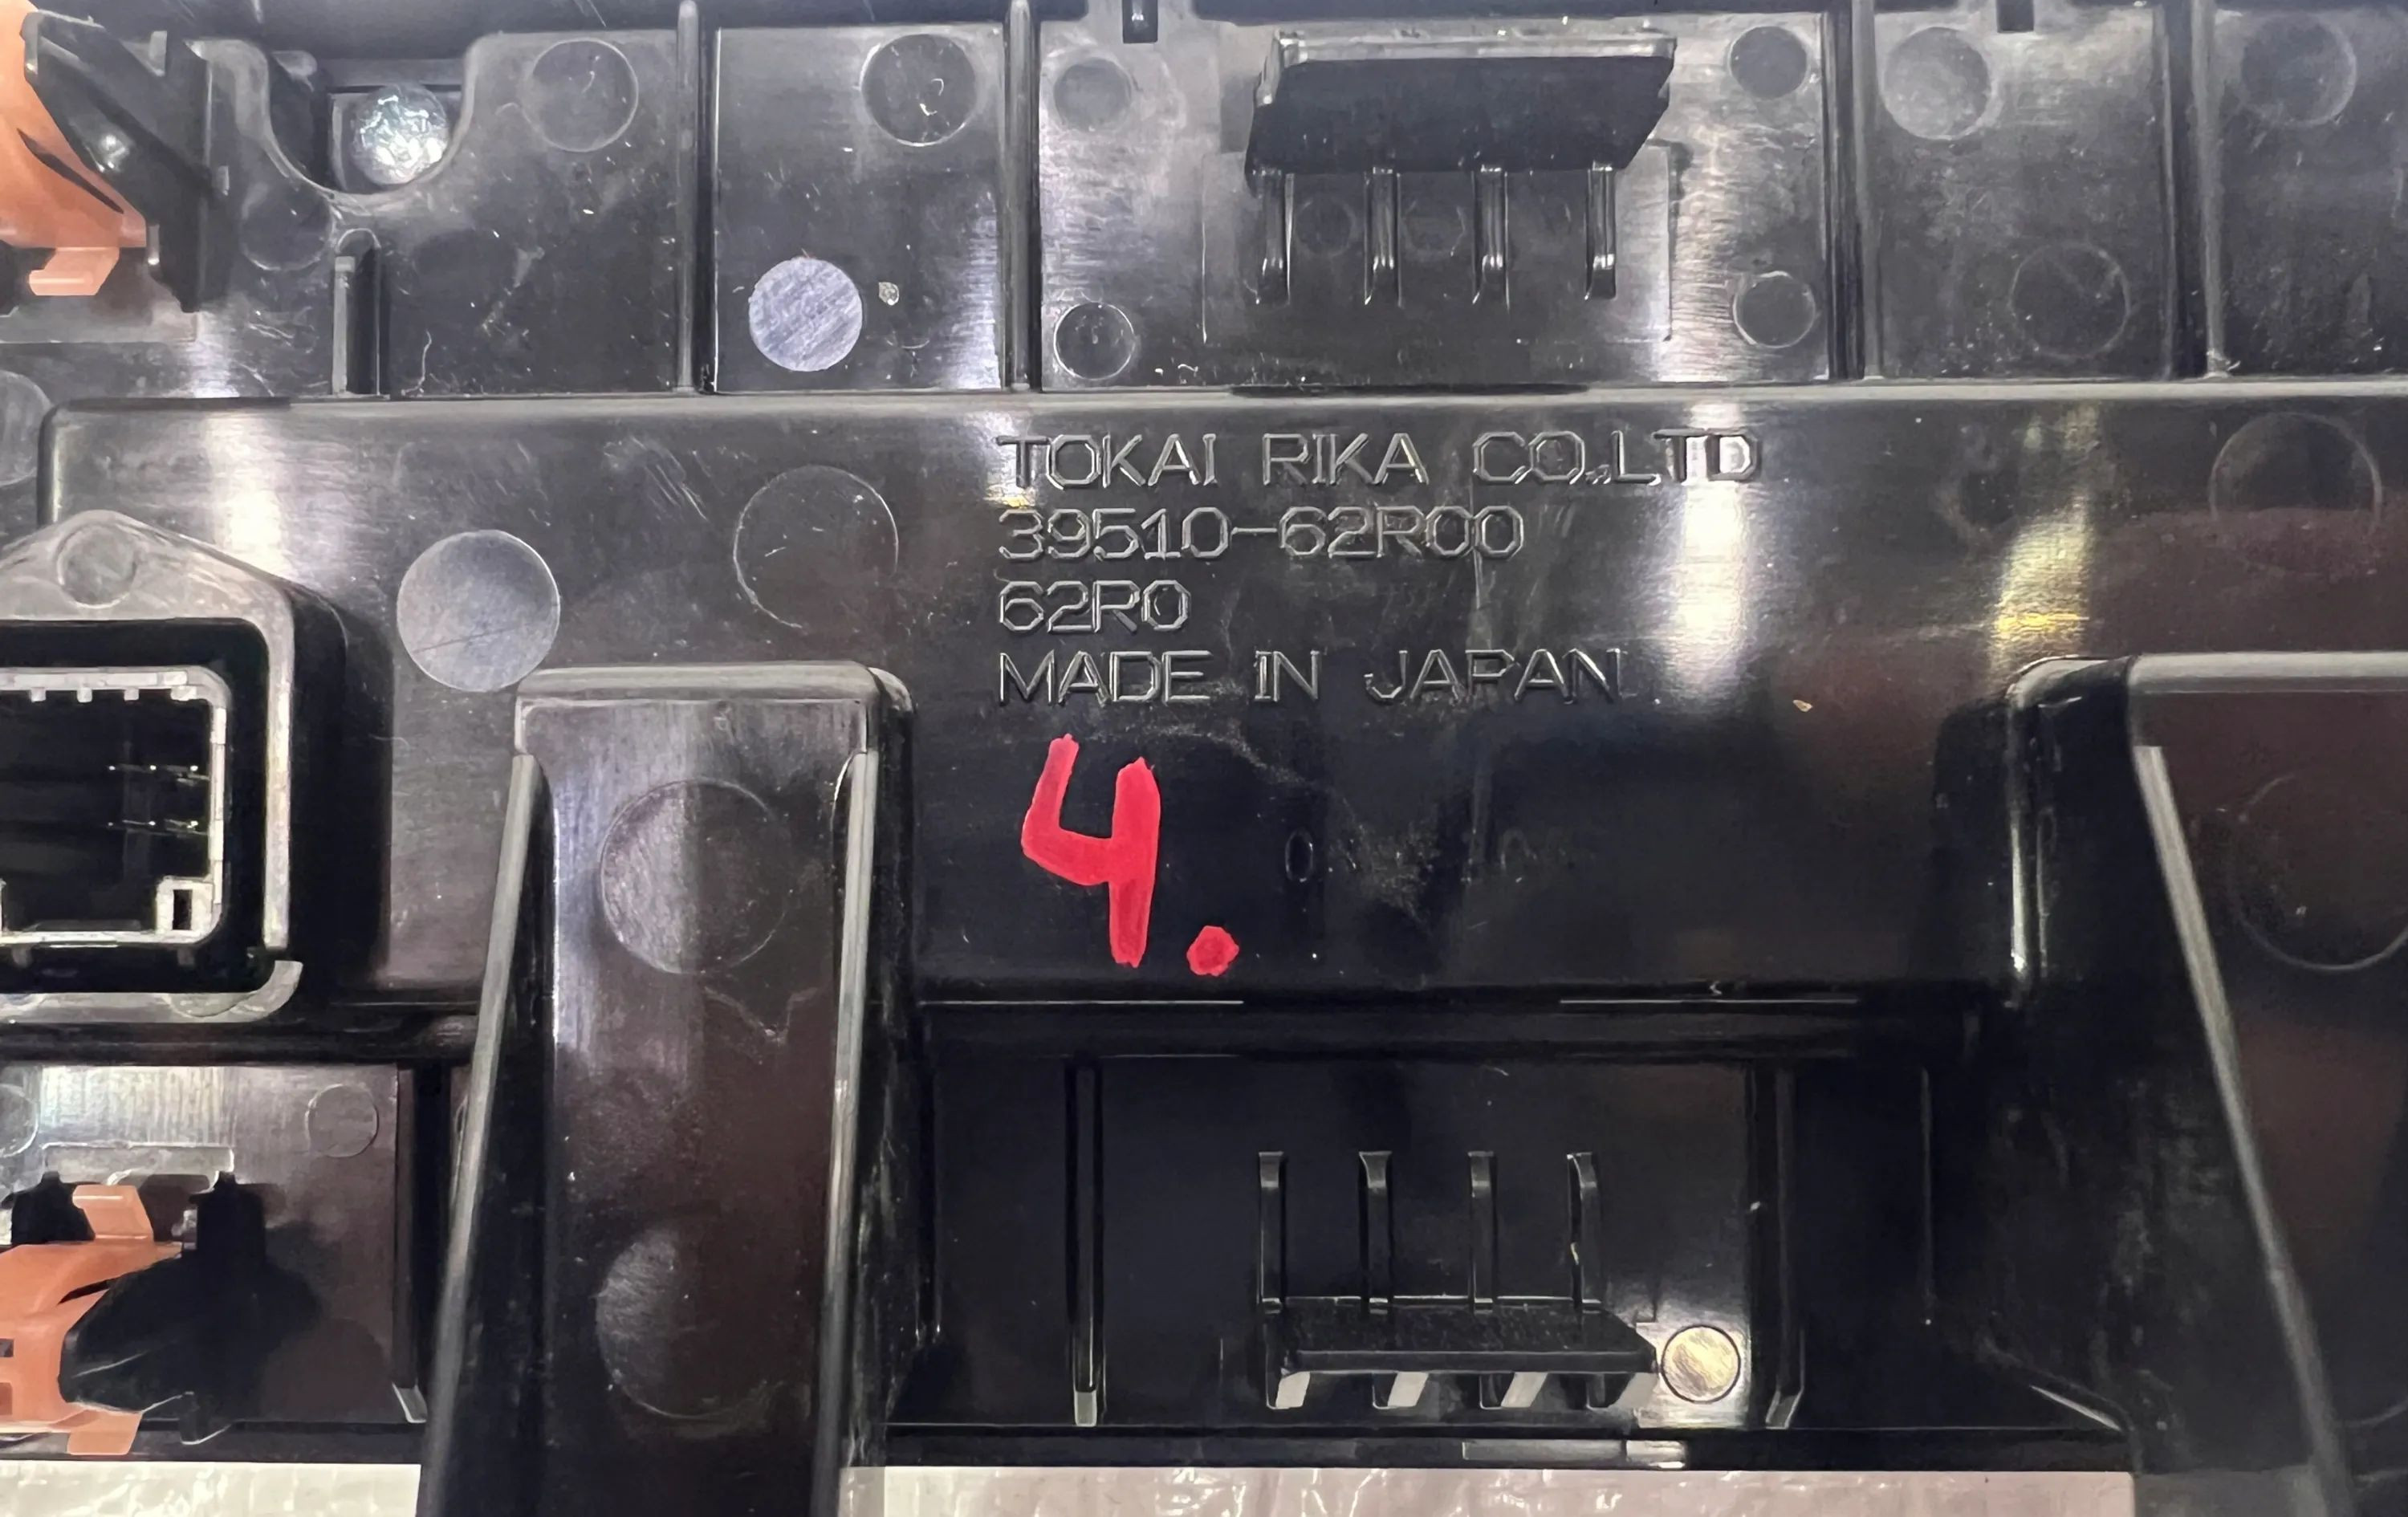 TOKAI RIKA CO.,LTD
39510-62R00
62R0
MADE IN JAPAN
4.